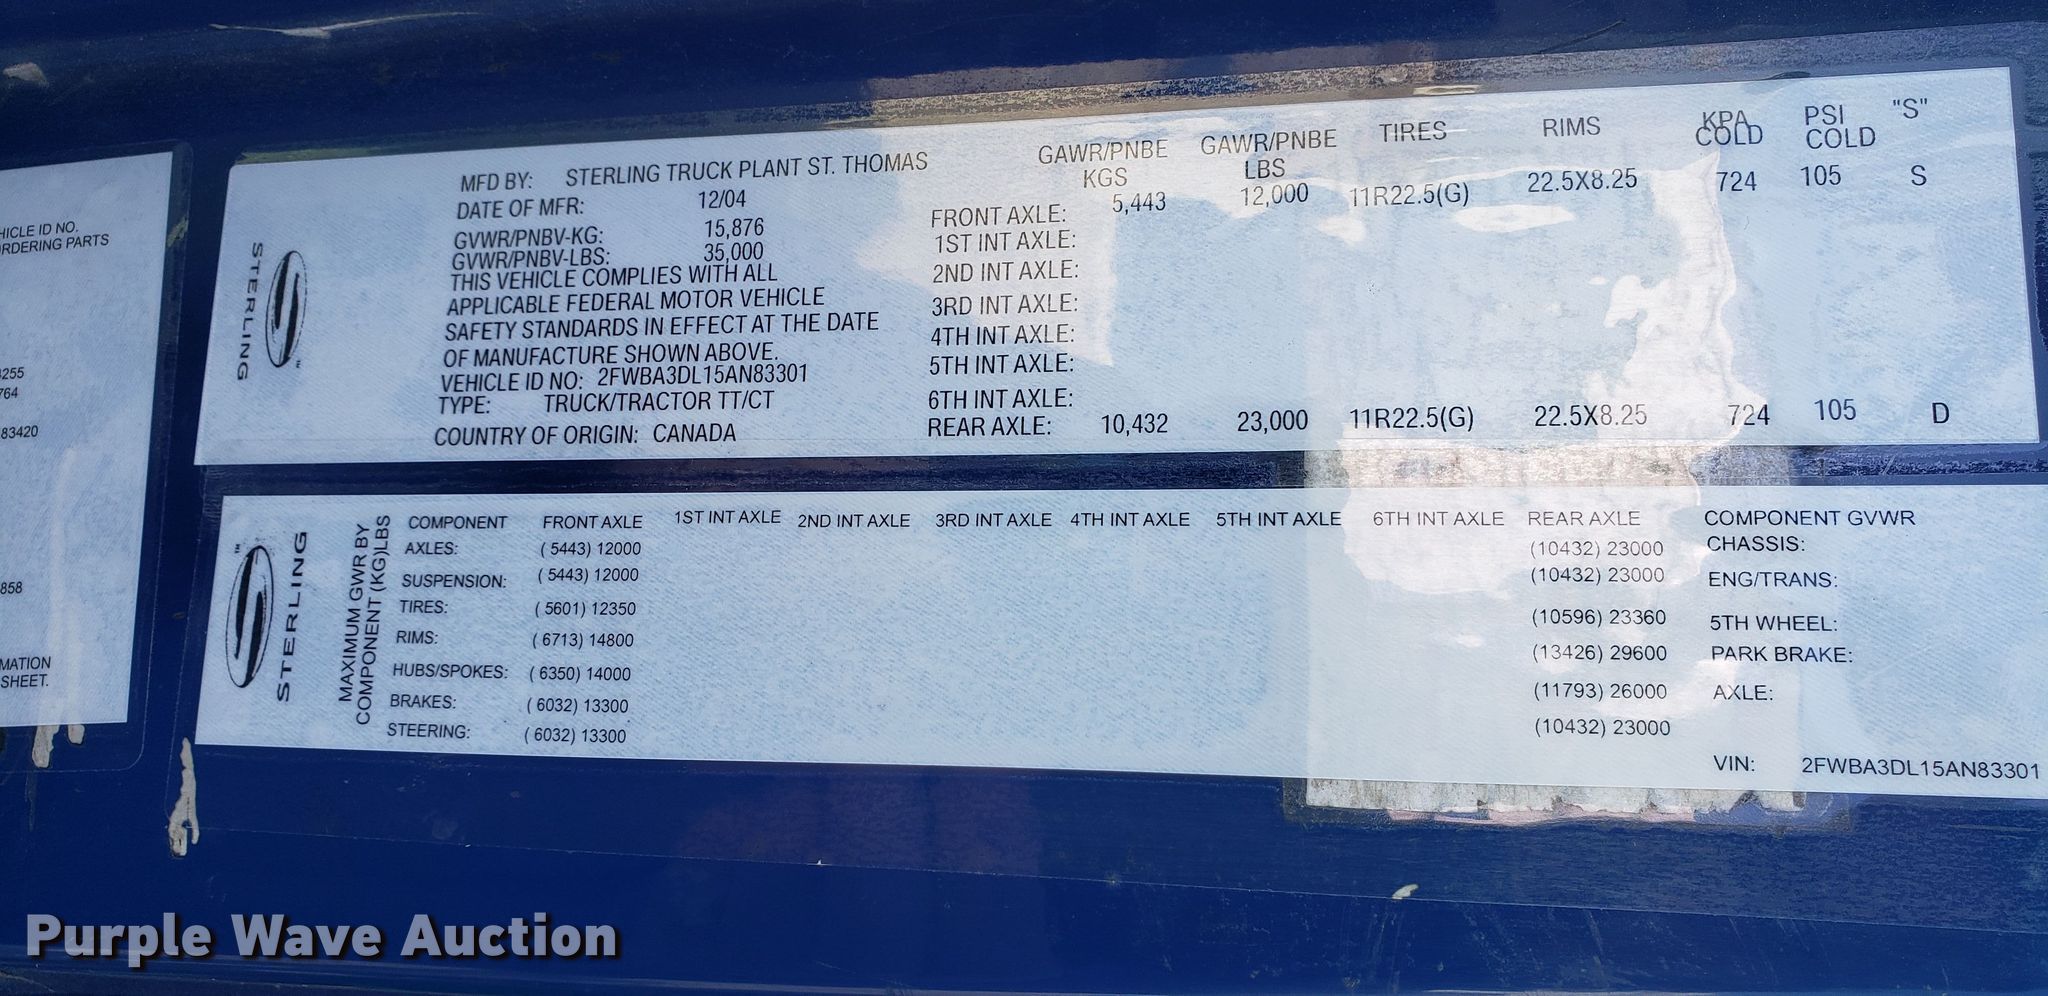 HICLE ID NO.
ORDERING PARTS
764
83420
858
MATION
SHEET.
STERLING
MFD BY: STERLING TRUCK PLANT ST. THOMAS
DATE OF MFR: 12/04
GVWR/PNBV-KG: 15,876
GVWR/PNBV-LBS: 35,000
THIS VEHICLE COMPLIES WITH ALL
APPLICABLE FEDERAL MOTOR VEHICLE
SAFETY STANDARDS IN EFFECT AT THE DATE
OF MANUFACTURE SHOWN ABOVE.
VEHICLE ID NO: 2FWBA3DL15AN83301
TYPE: TRUCK/TRACTOR TT/CT
COUNTRY OF ORIGIN: CANADA
GAWR/PNBE KGS GAWR/PNBE LBS TIRES RIMS KPA COLD PSI COLD "S"
FRONT AXLE: 5,443 12,000 11R22.5(G) 22.5X8.25 724 105 S
1ST INT AXLE:
2ND INT AXLE:
3RD INT AXLE:
4TH INT AXLE:
5TH INT AXLE:
6TH INT AXLE:
REAR AXLE: 10,432 23,000 11R22.5(G) 22.5X8.25 724 105 D
STERLING
MAXIMUM GWR BY
COMPONENT (KG)LBS
COMPONENT FRONT AXLE 1ST INT AXLE 2ND INT AXLE 3RD INT AXLE 4TH INT AXLE 5TH INT AXLE 6TH INT AXLE REAR AXLE COMPONENT GVWR
AXLES: ( 5443) 12000 (10432) 23000 CHASSIS:
SUSPENSION: ( 5443) 12000 (10432) 23000 ENG/TRANS:
TIRES: ( 5601) 12350 (10596) 23360 5TH WHEEL:
RIMS: ( 6713) 14800 (13426) 29600 PARK BRAKE:
HUBS/SPOKES: ( 6350) 14000 (11793) 26000 AXLE:
BRAKES: ( 6032) 13300 (10432) 23000
STEERING: ( 6032) 13300
VIN: 2FWBA3DL15AN83301
Purple Wave Auction